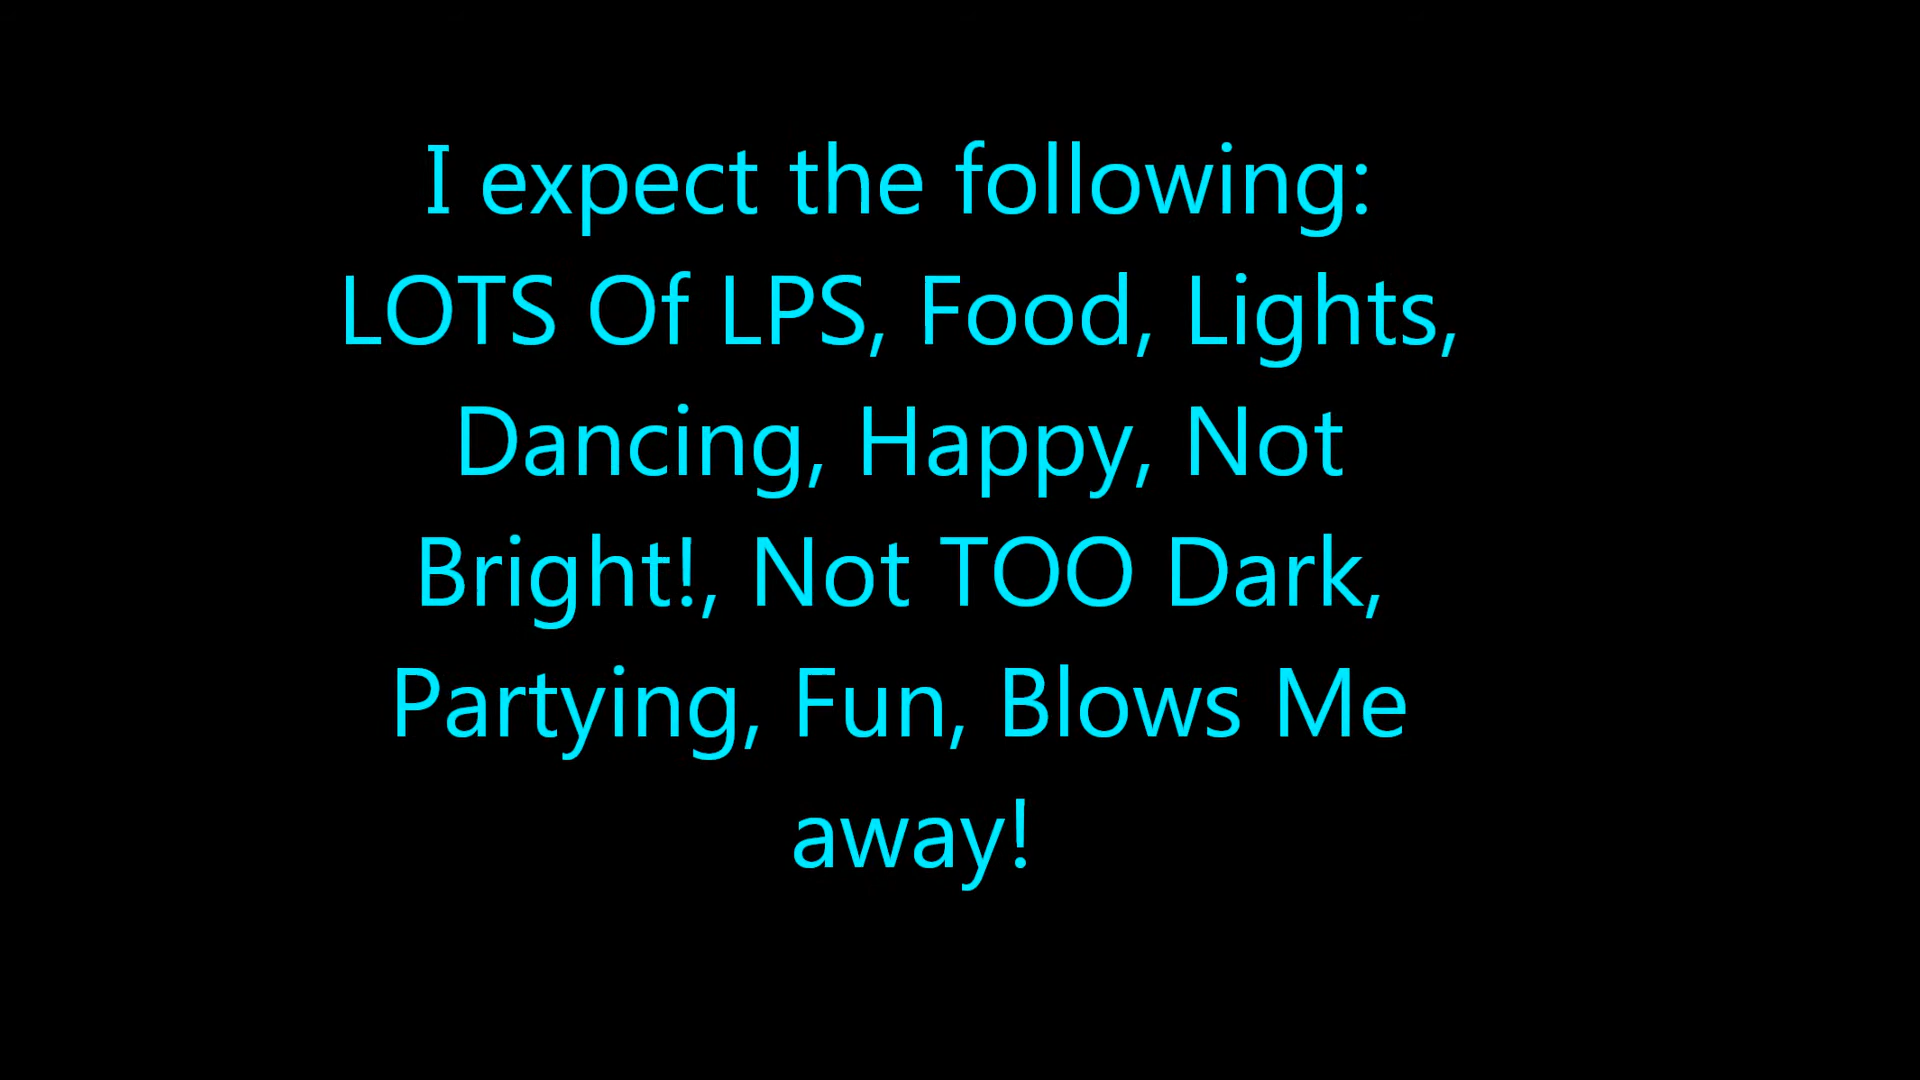 I expect the following:
LOTS Of LPS, Food, Lights,
Dancing, Happy, Not
Bright!, Not TOO Dark,
Partying, Fun, Blows Me
away!